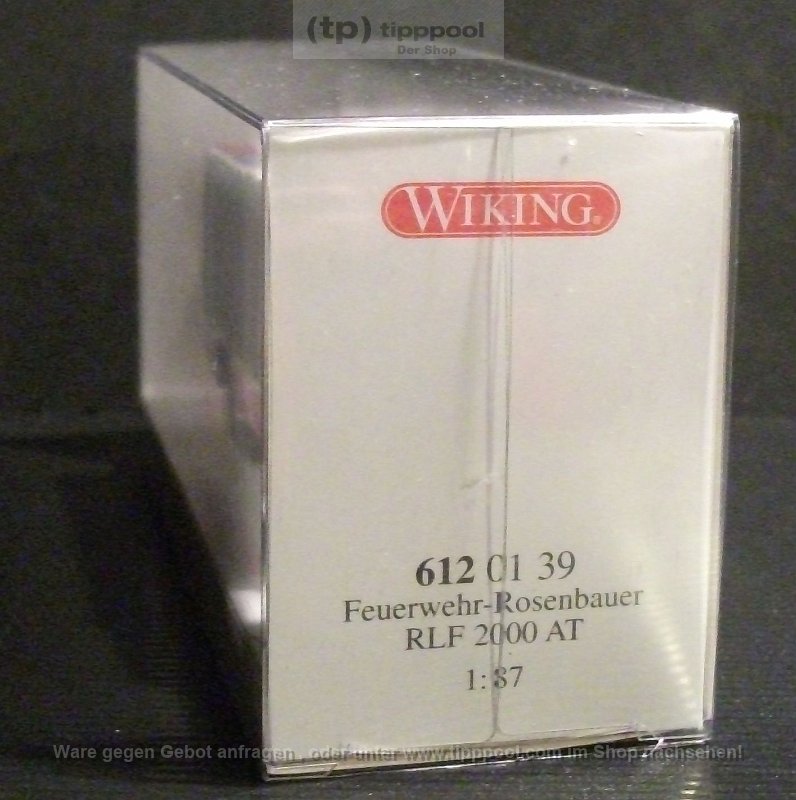 (tp) tipppool
Der Shop
WIKING®
612 01 39
Feuerwehr-Rosenbauer
RLF 2000 AT
1:87
Ware gegen Gebot anfragen , oder unter www.tipppool.com im Shop nachsehen!